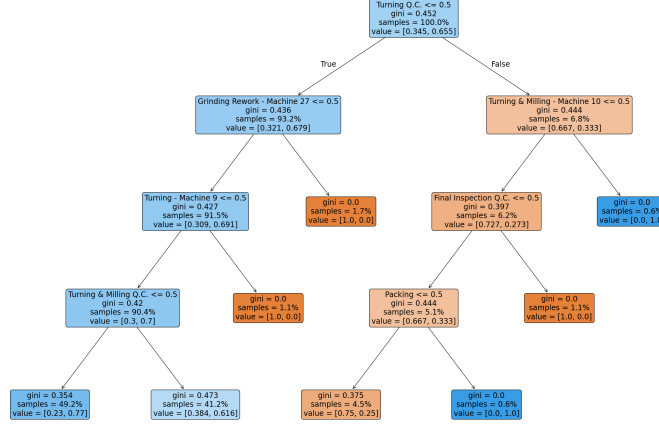 Turning Q.C. <= 0.5
gini = 0.452
samples = 100.0%
value = [0.345, 0.655]
True
False
Grinding Rework - Machine 27 <= 0.5
gini = 0.436
samples = 93.2%
value = [0.321, 0.679]
Turning & Milling - Machine 10 <= 0.5
gini = 0.444
samples = 6.8%
value = [0.667, 0.333]
Turning - Machine 9 <= 0.5
gini = 0.427
samples = 91.5%
value = [0.309, 0.691]
gini = 0.0
samples = 1.7%
value = [1.0, 0.0]
Final Inspection Q.C. <= 0.5
gini = 0.397
samples = 6.2%
value = [0.727, 0.273]
gini = 0.0
samples = 0.6%
value = [0.0, 1.0
Turning & Milling Q.C. <= 0.5
gini = 0.42
samples = 90.4%
value = [0.3, 0.7]
gini = 0.0
samples = 1.1%
value = [1.0, 0.0]
Packing <= 0.5
gini = 0.444
samples = 5.1%
value = [0.667, 0.333]
gini = 0.0
samples = 1.1%
value = [1.0, 0.0]
gini = 0.354
samples = 49.2%
value = [0.23, 0.77]
gini = 0.473
samples = 41.2%
value = [0.384, 0.616]
gini = 0.375
samples = 4.5%
value = [0.75, 0.25]
gini = 0.0
samples = 0.6%
value = [0.0, 1.0]